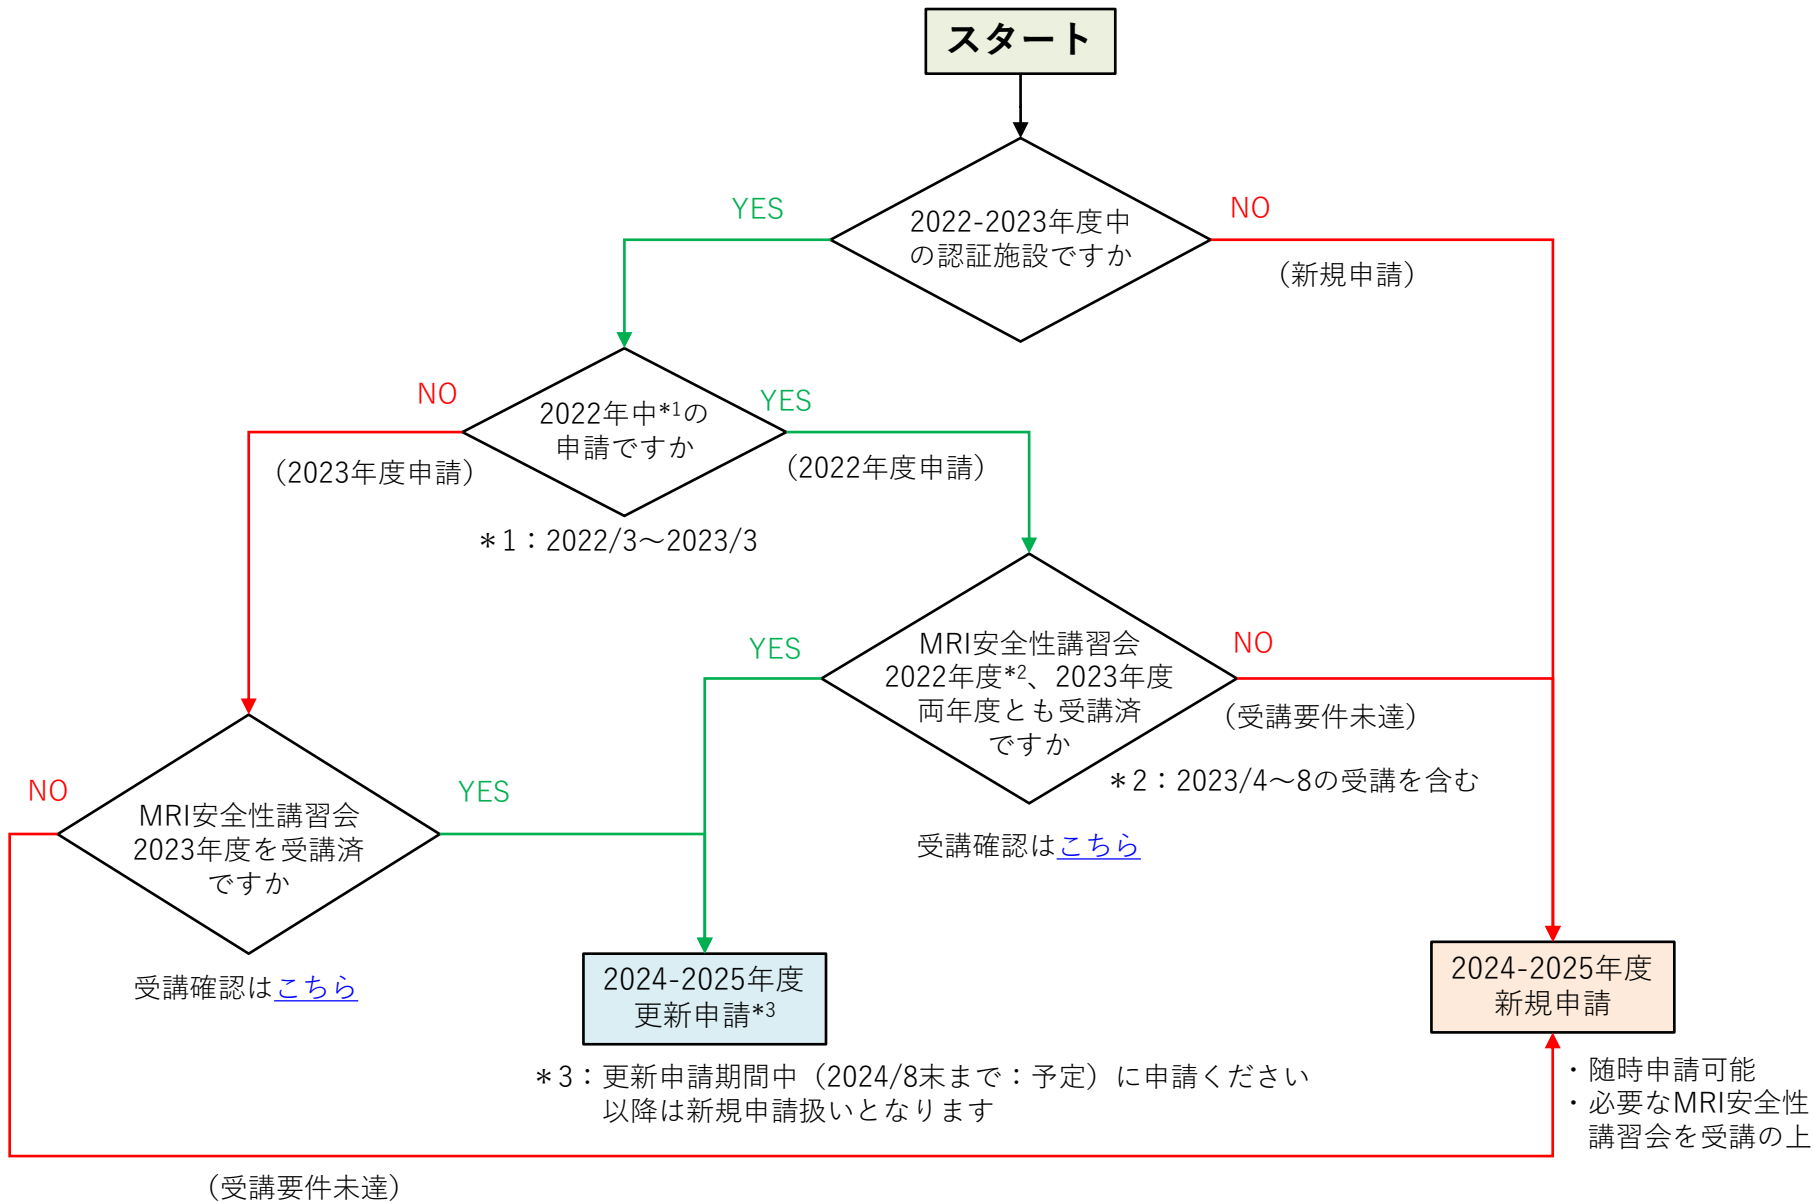 スタート
YES
NO
2022-2023年度中
の認証施設ですか
（新規申請）
NO
YES
2022年中*1の
申請ですか
（2023年度申請）
（2022年度申請）
＊1：2022/3～2023/3
YES
NO
MRI安全性講習会
2022年度*2、2023年度
両年度とも受講済
ですか
（受講要件未達）
＊2：2023/4～8の受講を含む
受講確認はこちら
NO
YES
MRI安全性講習会
2023年度を受講済
ですか
受講確認はこちら
2024-2025年度
更新申請*3
2024-2025年度
新規申請
＊3：更新申請期間中（2024/8末まで：予定）に申請ください
以降は新規申請扱いとなります
・随時申請可能
・必要なMRI安全性
講習会を受講の上
（受講要件未達）